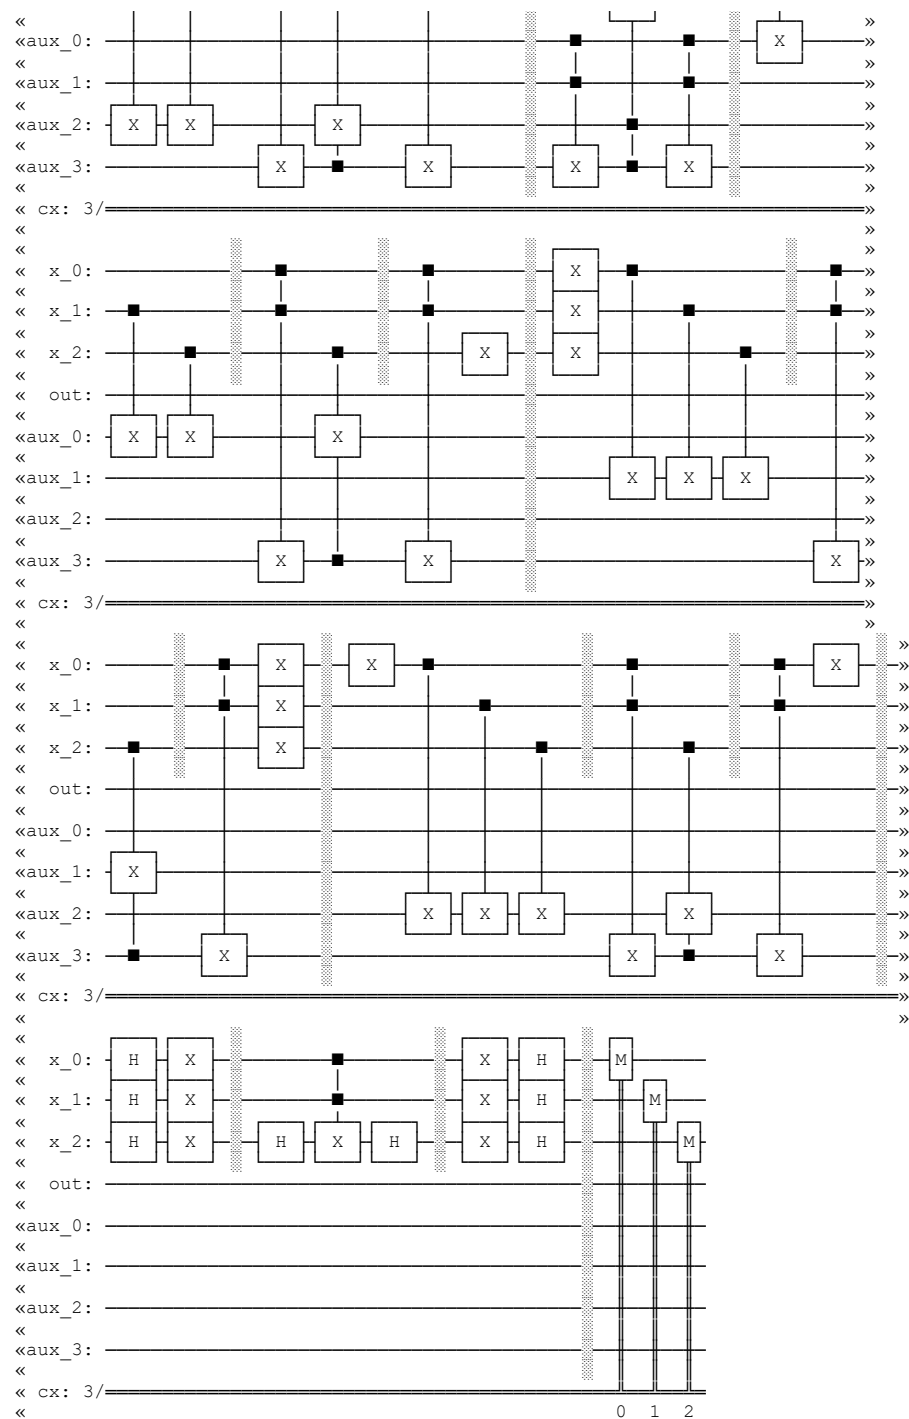 «aux_0: X »
«aux_1: »
«aux_2: X X X »
«aux_3: X X X X »
« cx: 3/ »
« x_0: X »
« x_1: X »
« x_2: X X »
« out: »
«aux_0: X X X »
«aux_1: X X X »
«aux_2: »
«aux_3: X X X »
« cx: 3/ »
« x_0: X X X »
« x_1: X »
« x_2: X »
« out: »
«aux_0: »
«aux_1: X »
«aux_2: X X X X »
«aux_3: X X X »
« cx: 3/ »
« x_0: H X X H M
« x_1: H X X H M
« x_2: H X H X H X H M
« out:
«aux_0:
«aux_1:
«aux_2:
«aux_3:
« cx: 3/
« 0 1 2